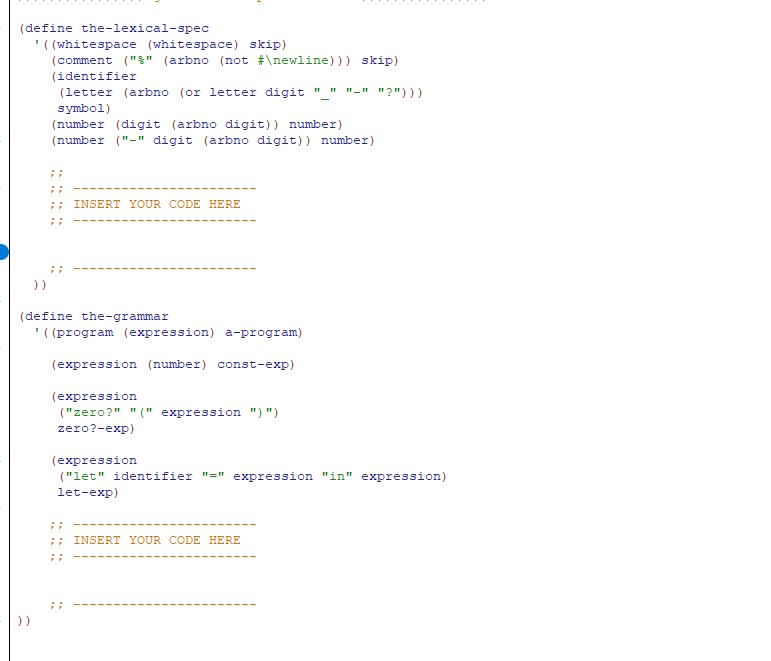 (define the-lexical-spec
  '((whitespace (whitespace) skip)
    (comment ("%" (arbno (not #\newline))) skip)
    (identifier
     (letter (arbno (or letter digit "_" "-" "?")))
     symbol)
    (number (digit (arbno digit)) number)
    (number ("-" digit (arbno digit)) number)
    ;;
    ;; -----------------------
    ;; INSERT YOUR CODE HERE
    ;; -----------------------
    ;; -----------------------
  ))
(define the-grammar
  '((program (expression) a-program)
    (expression (number) const-exp)
    (expression
     ("zero?" "(" expression ")")
     zero?-exp)
    (expression
     ("let" identifier "=" expression "in" expression)
     let-exp)
    ;; -----------------------
    ;; INSERT YOUR CODE HERE
    ;; -----------------------
    ;; -----------------------
))